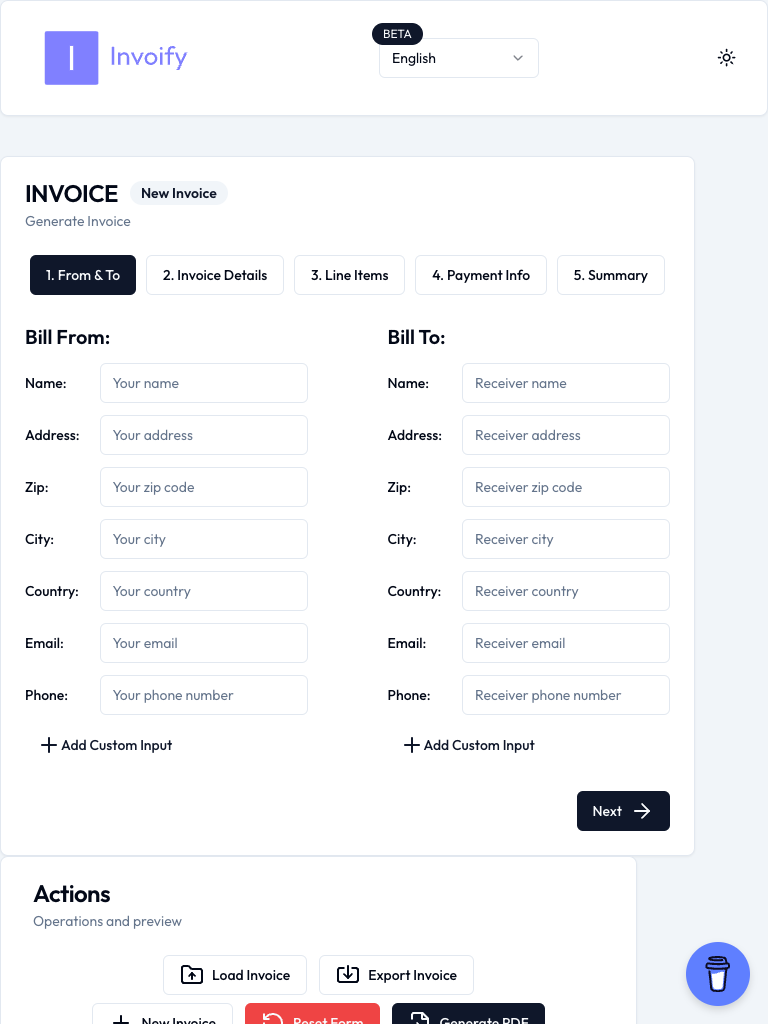 I Invoify
BETA
English
INVOICE New Invoice
Generate Invoice
1. From & To 2. Invoice Details 3. Line Items 4. Payment Info 5. Summary
Bill From:
Name: Your name
Address: Your address
Zip: Your zip code
City: Your city
Country: Your country
Email: Your email
Phone: Your phone number
Add Custom Input
Bill To:
Name: Receiver name
Address: Receiver address
Zip: Receiver zip code
City: Receiver city
Country: Receiver country
Email: Receiver email
Phone: Receiver phone number
Add Custom Input
Next
Actions
Operations and preview
Load Invoice Export Invoice
New Invoice Reset Form Generate PDF